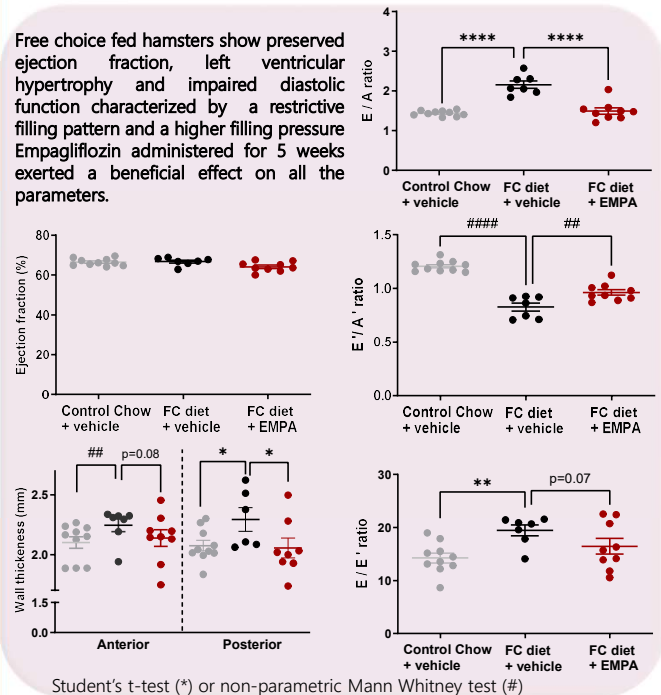 Free choice fed hamsters show preserved
ejection fraction, left ventricular
hypertrophy and impaired diastolic
function characterized by a restrictive
filling pattern and a higher filling pressure
Empagliflozin administered for 5 weeks
exerted a beneficial effect on all the
parameters.
E / A ratio
4
3
2
1
0
**** ****
Control Chow FC diet FC diet
+ vehicle + vehicle + EMPA
Ejection fraction (%)
80
60
40
20
0
Control Chow FC diet FC diet
+ vehicle + vehicle + EMPA
E '/ A ' ratio
1.5
1.0
0.5
0.0
#### ##
Control Chow FC diet FC diet
+ vehicle + vehicle + EMPA
Wall thickeness (mm)
2.5
2.0
1.5
0.0
## p=0.08 * *
Anterior Posterior
E / E ' ratio
30
20
10
0
** p=0.07
Control Chow FC diet FC diet
+ vehicle + vehicle + EMPA
Student's t-test (*) or non-parametric Mann Whitney test (#)